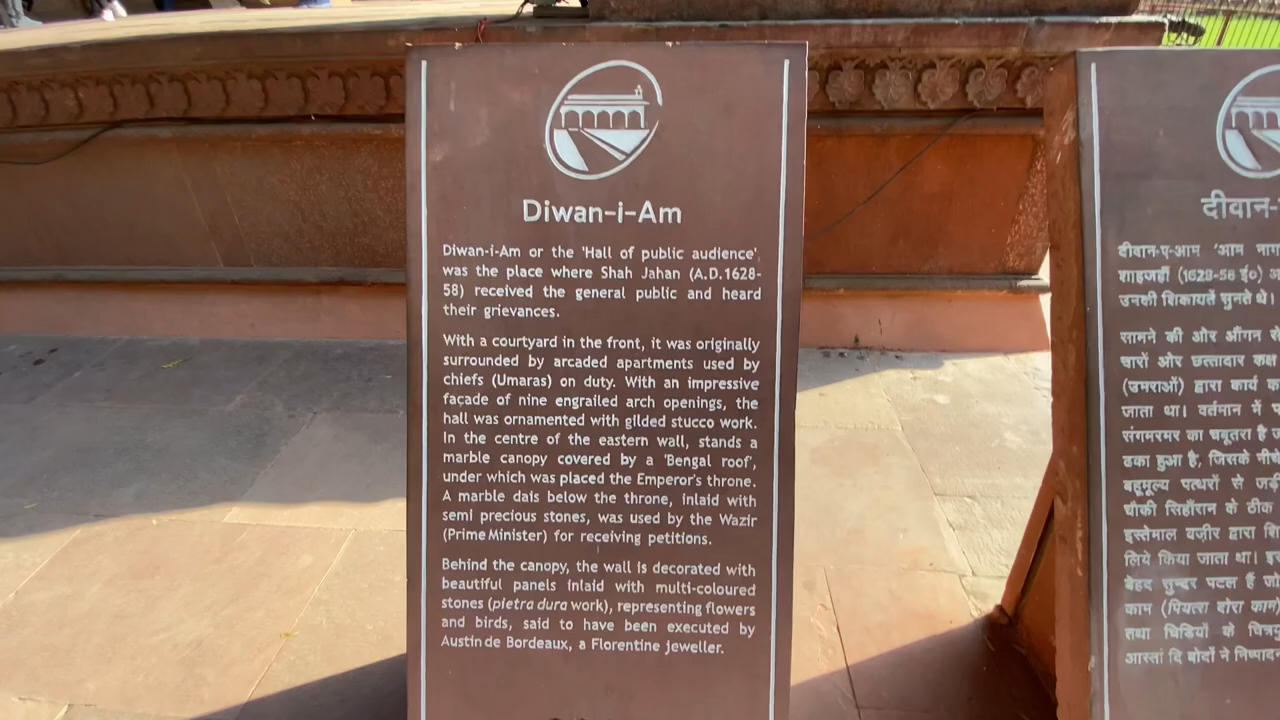 Diwan-i-Am
Diwan-i-Am or the 'Hall of public audience'
was the place where Shah Jahan (A.D.1628-
58) received the general public and heard
their grievances.
With a courtyard in the front, it was originally
surrounded by arcaded apartments used by
chiefs (Umaras) on duty. With an impressive
façade of nine engrailed arch openings, the
hall was ornamented with gilded stucco work.
In the centre of the eastern wall, stands a
marble canopy covered by a 'Bengal roof',
under which was placed the Emperor's throne.
A marble dais below the throne, inlaid with
semi precious stones, was used by the Wazir
(Prime Minister) for receiving petitions.
Behind the canopy, the wall is decorated with
beautiful panels inlaid with multi-coloured
stones (pietra dura work), representing flowers
and birds, said to have been executed by
Austin de Bordeaux, a Florentine jeweller.
दीवान-
दीवान-ए-आम 'आम नाग
शाहजहाँ (1628-58 ई०)
उनकी शिकायतें सुनते थे।
सामने की ओर आँगन से
और छत्तादार कक्ष
(उमराओं) द्वारा कार्य क
जाता था। वर्तमान में
संगमरमर का चबूतरा है
ढका हुआ है, जिसके नीचे
बहूमूल्य पत्थरों से जड़ी
चौकी सिहाँसन के ठीक
इस्तेमाल वज़ीर द्वारा शि
लिये किया जाता था। इस
बेहद सुन्दर पटल हैं जो
काम (पियत्रा दोरा काम)
तथा चिडियों के चित्र
आस्तां दि बोर्दो ने निष्पादन